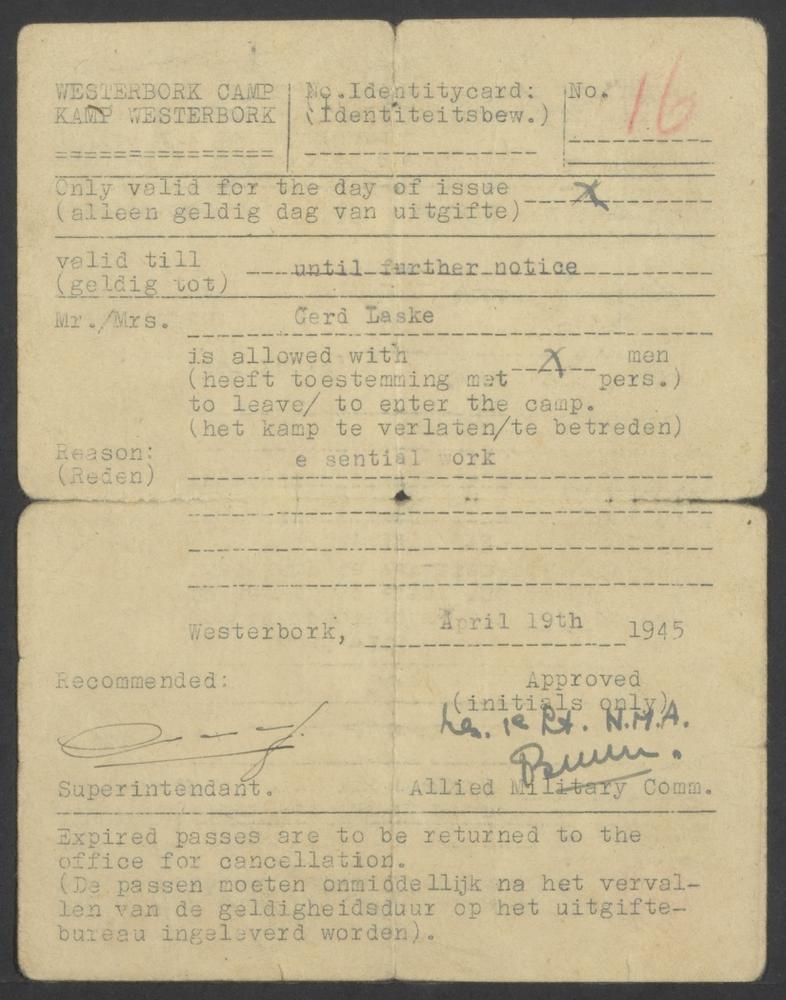 WESTERBORK CAMP
KAMP WESTERBORK
===============
No.Identitycard:
(Identiteitsbew.)
No. 16
Only valid for the day of issue X
(alleen geldig dag van uitgifte)
valid till until further notice
(geldig tot)
Mr./Mrs. Gerd Laske
is allowed with X men
(heeft toestemming met pers.)
to leave/ to enter the camp.
(het kamp te verlaten/te betreden)
Reason: e sential ork
(Reden)
Westerbork, April 19th 1945
Recommended:
Approved
(initials only)
Superintendant.
Allied Military Comm.
Expired passes are to be returned to the
office for cancellation.
(De passen moeten onmiddellijk na het verval-
len van de geldigheidsduur op het uitgifte-
bureau ingeleverd worden).